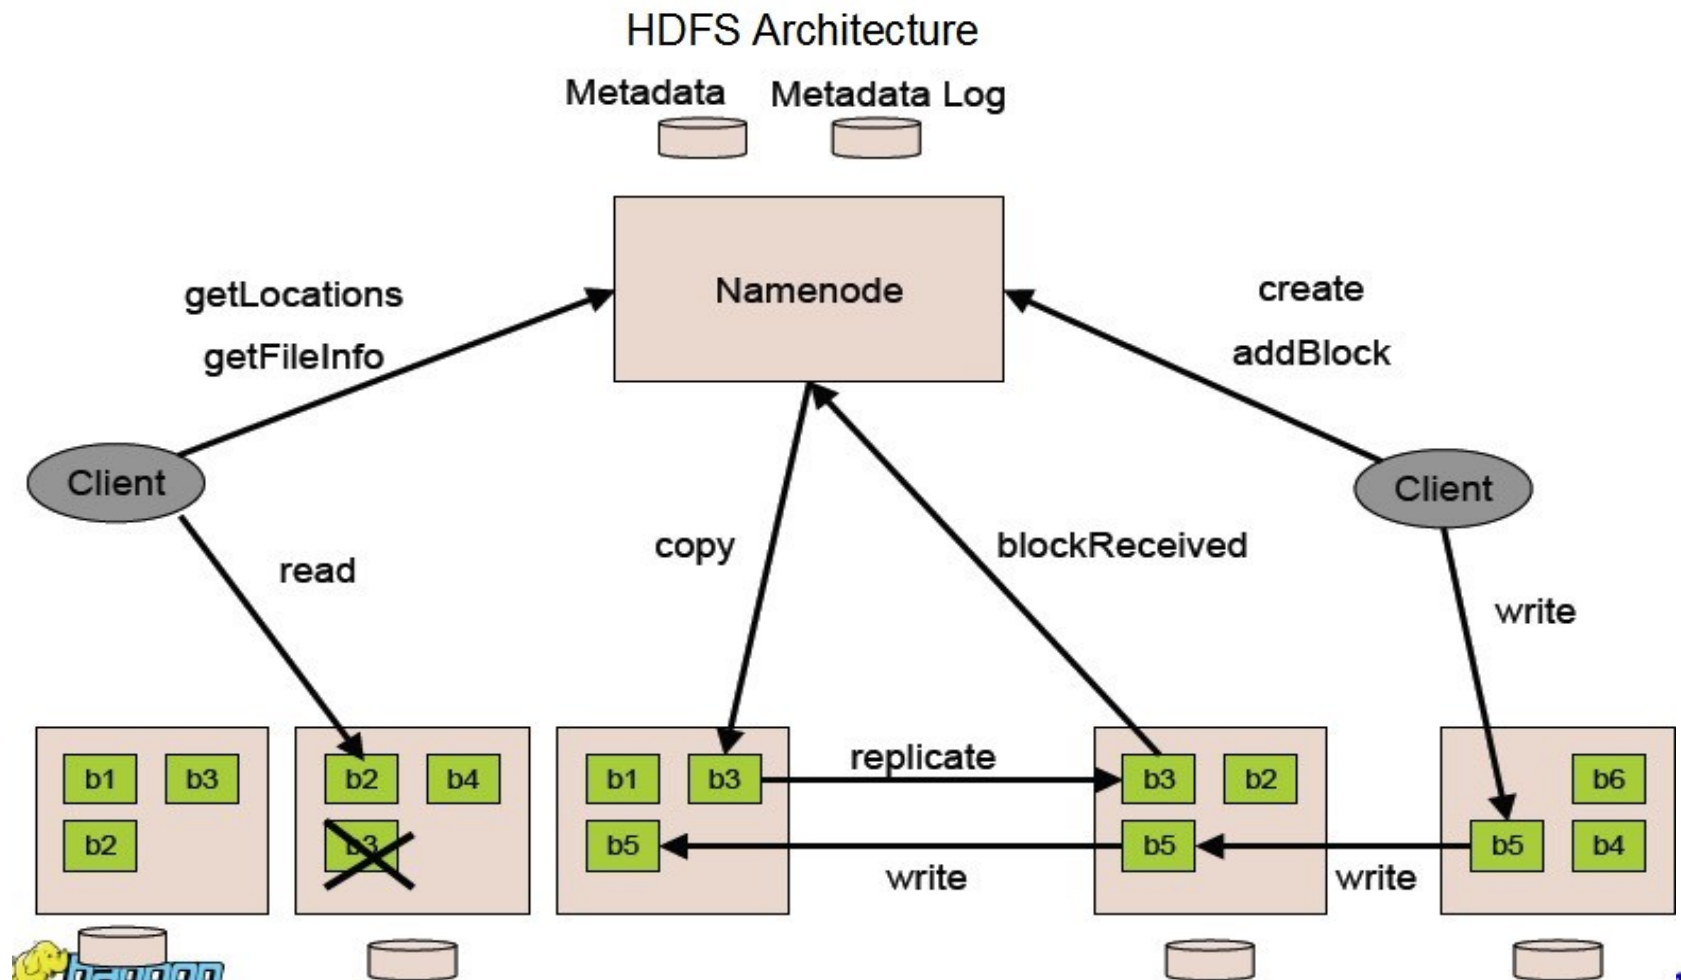 HDFS Architecture
Metadata
Metadata Log
Namenode
getLocations
getFileInfo
create
addBlock
Client
Client
read
copy
blockReceived
write
b1 b3
b2
b2 b4
b3
b1 b3
b5
replicate
write
b3 b2
b5
write
b6
b5 b4